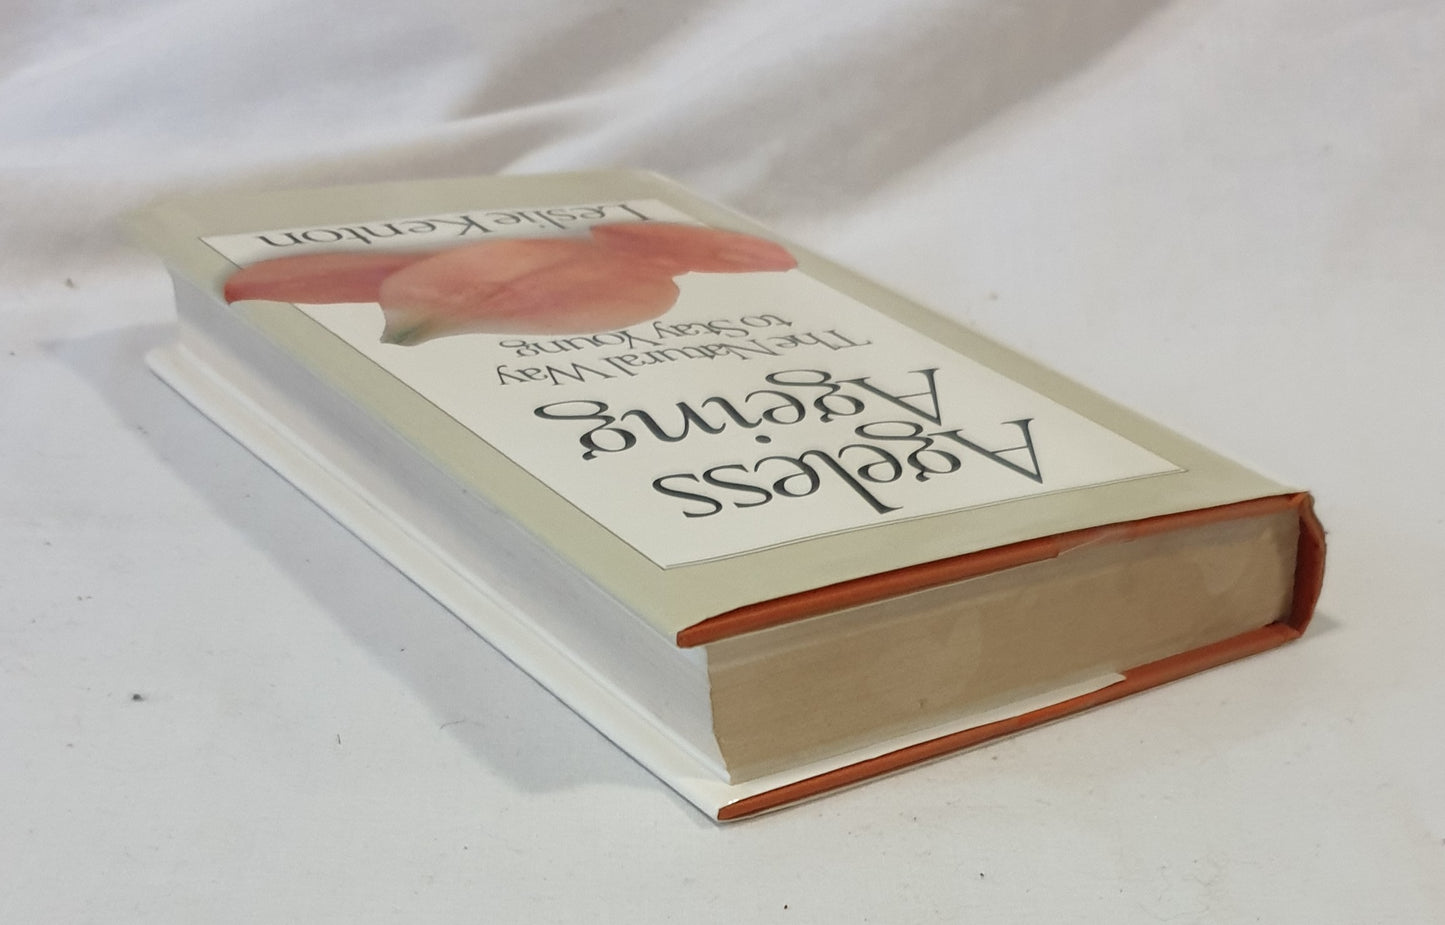 Ageless
Ageing
The Natural Way
to Stay Young
Leslie Kenton